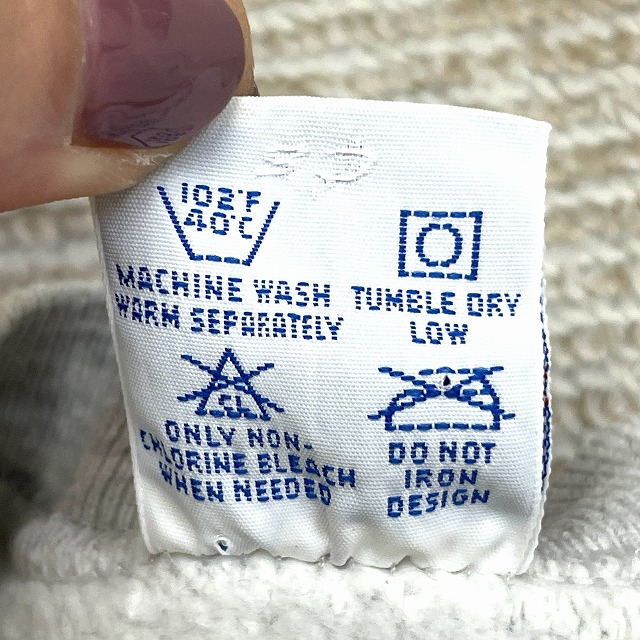 102°F
40°C
MACHINE WASH
WARM SEPARATELY
TUMBLE DRY
LOW
CL
ONLY NON-
CHLORINE BLEACH
WHEN NEEDED
DO NOT
IRON
DESIGN